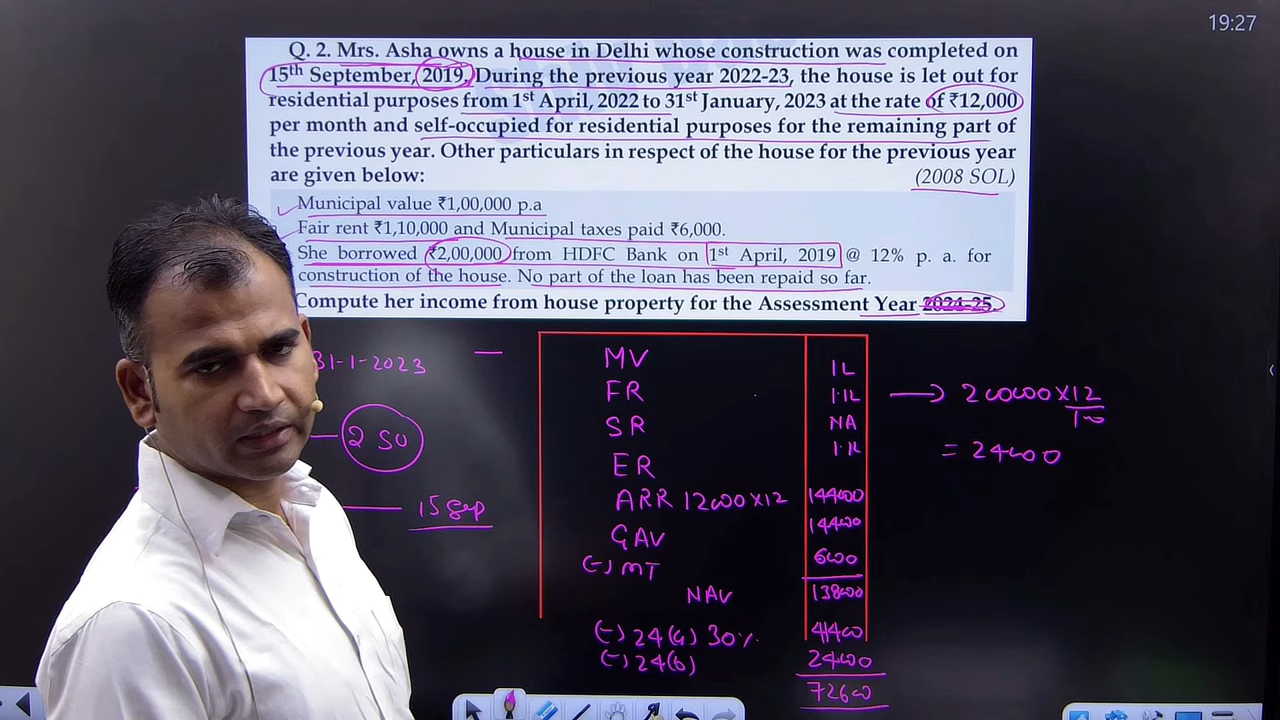 19:27
Q. 2. Mrs. Asha owns a house in Delhi whose construction was completed on
15th September, 2019. During the previous year 2022-23, the house is let out for
residential purposes from 1st April, 2022 to 31st January, 2023 at the rate of ₹12,000
per month and self-occupied for residential purposes for the remaining part of
the previous year. Other particulars in respect of the house for the previous year
are given below: (2008 SOL)
Municipal value ₹1,00,000 p.a
Fair rent ₹1,10,000 and Municipal taxes paid ₹6,000.
She borrowed ₹2,00,000 from HDFC Bank on 1st April, 2019 @ 12% p. a. for
construction of the house. No part of the loan has been repaid so far.
Compute her income from house property for the Assessment Year 2024-25.
31-1-2023
2 SO
15 Sep
MV 1L
FR 1.1L
SR NA
ER 1.1L
ARR 12000×12 144000
GAV 14400
(-) MT 6000
NAV 138000
(-) 24(a) 30% 41400
(-) 24(b) 24000
72600
→ 200000×12/100
= 24000